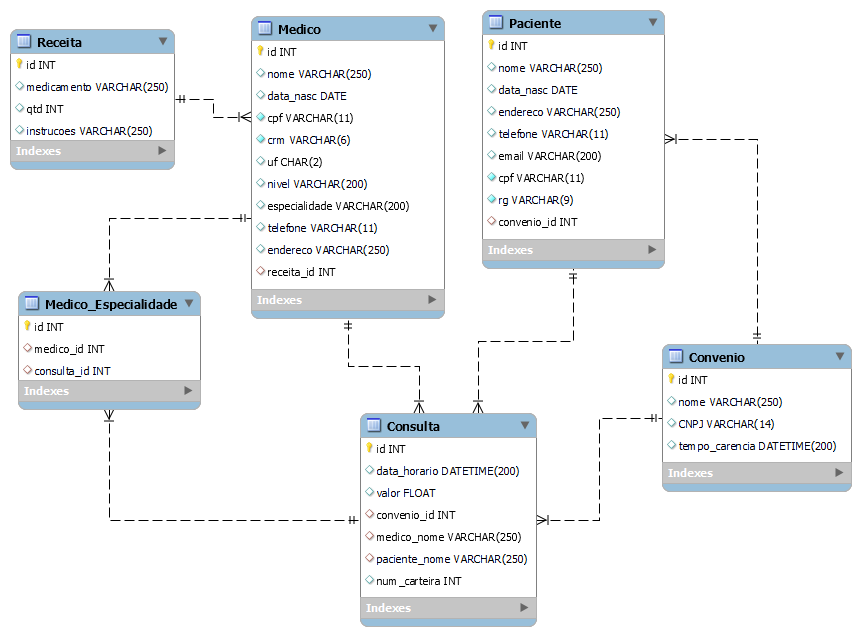 Receita
id INT
medicamento VARCHAR(250)
qtd INT
instrucoes VARCHAR(250)
Indexes
Medico
id INT
nome VARCHAR(250)
data_nasc DATE
cpf VARCHAR(11)
crm VARCHAR(6)
uf CHAR(2)
nivel VARCHAR(200)
especialidade VARCHAR(200)
telefone VARCHAR(11)
endereco VARCHAR(250)
receita_id INT
Indexes
Paciente
id INT
nome VARCHAR(250)
data_nasc DATE
endereco VARCHAR(250)
telefone VARCHAR(11)
email VARCHAR(200)
cpf VARCHAR(11)
rg VARCHAR(9)
convenio_id INT
Indexes
Medico_Especialidade
id INT
medico_id INT
consulta_id INT
Indexes
Convenio
id INT
nome VARCHAR(250)
CNPJ VARCHAR(14)
tempo_carencia DATETIME(200)
Indexes
Consulta
id INT
data_horario DATETIME(200)
valor FLOAT
convenio_id INT
medico_nome VARCHAR(250)
paciente_nome VARCHAR(250)
num_carteira INT
Indexes